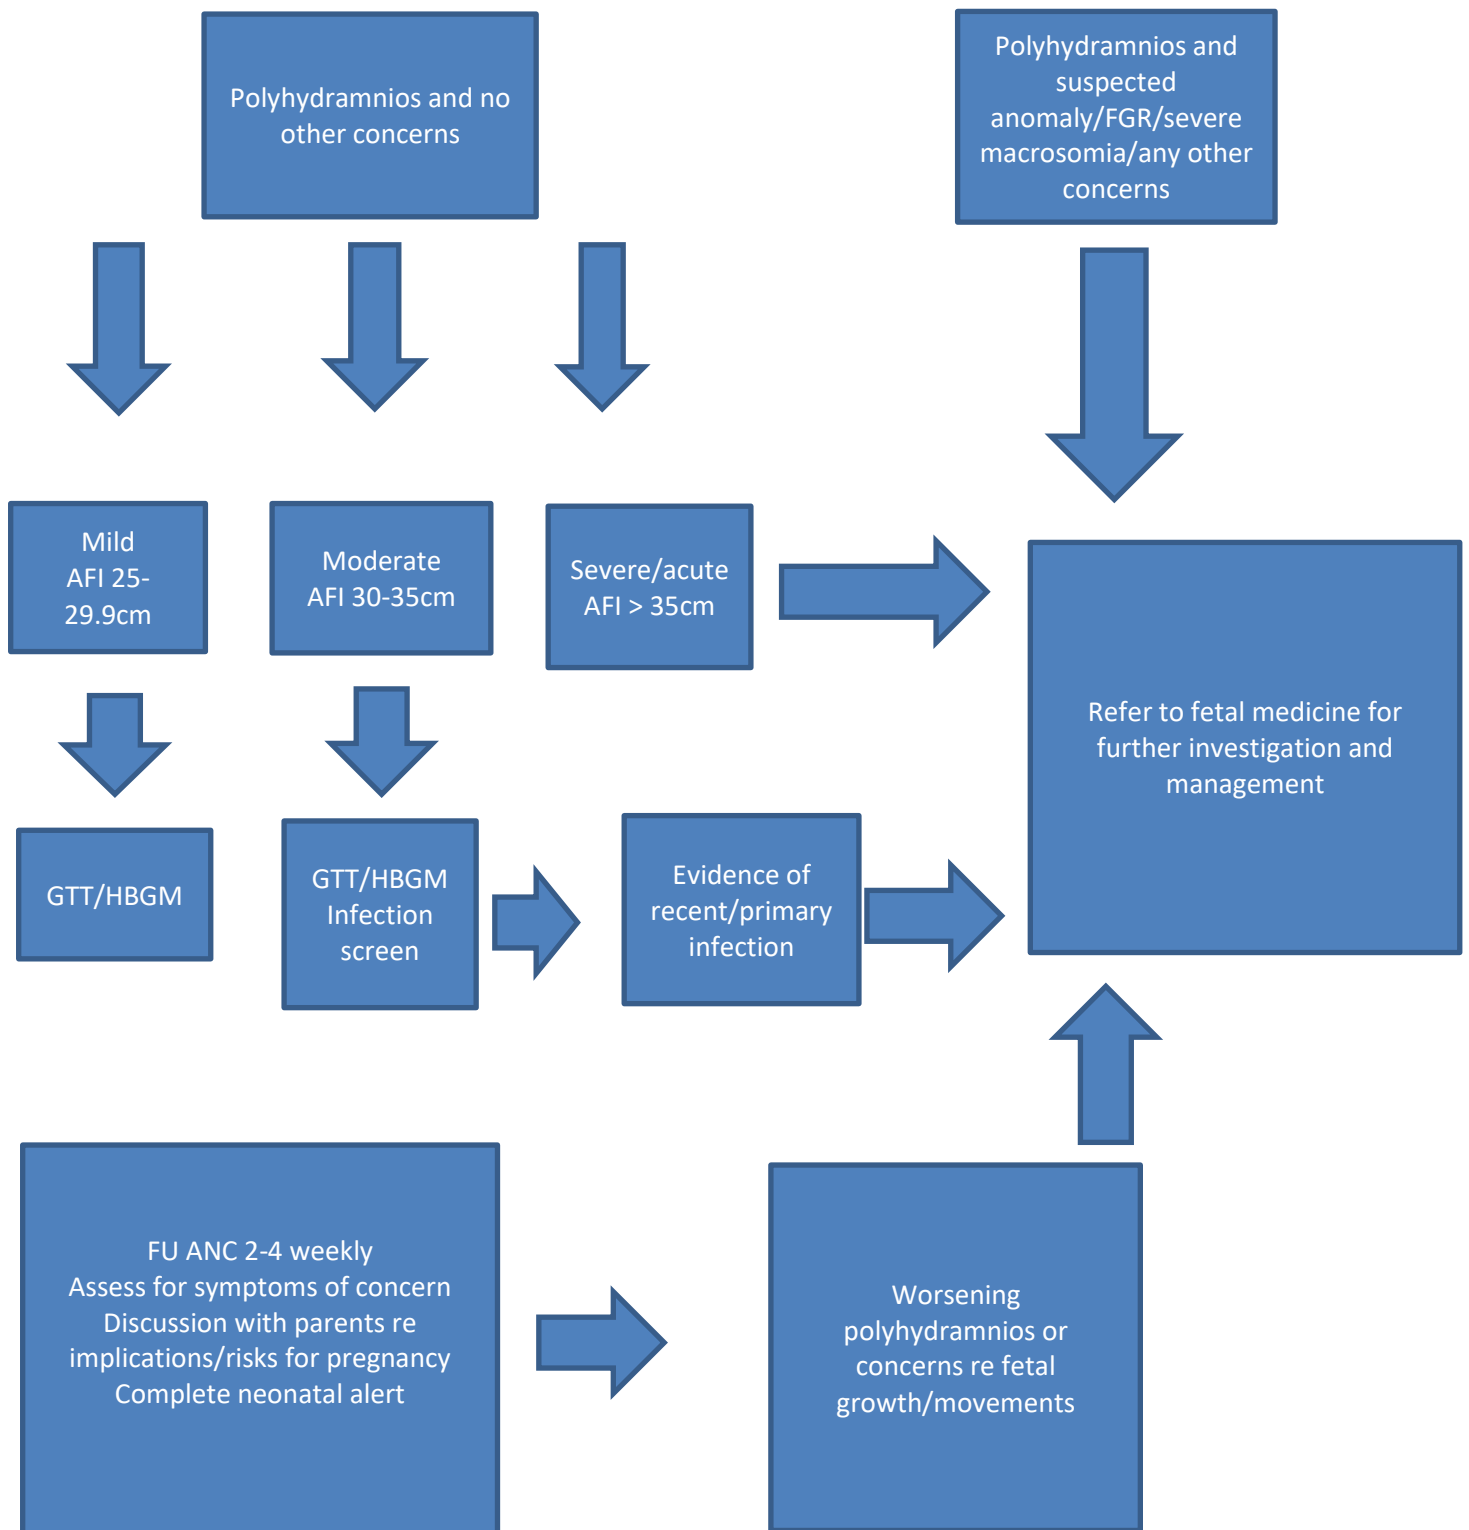 Polyhydramnios and no
other concerns
Polyhydramnios and
suspected
anomaly/FGR/severe
macrosomia/any other
concerns
Mild
AFI 25-
29.9cm
Moderate
AFI 30-35cm
Severe/acute
AFI > 35cm
Refer to fetal medicine for
further investigation and
management
GTT/HBGM
GTT/HBGM
Infection
screen
Evidence of
recent/primary
infection
FU ANC 2-4 weekly
Assess for symptoms of concern
Discussion with parents re
implications/risks for pregnancy
Complete neonatal alert
Worsening
polyhydramnios or
concerns re fetal
growth/movements